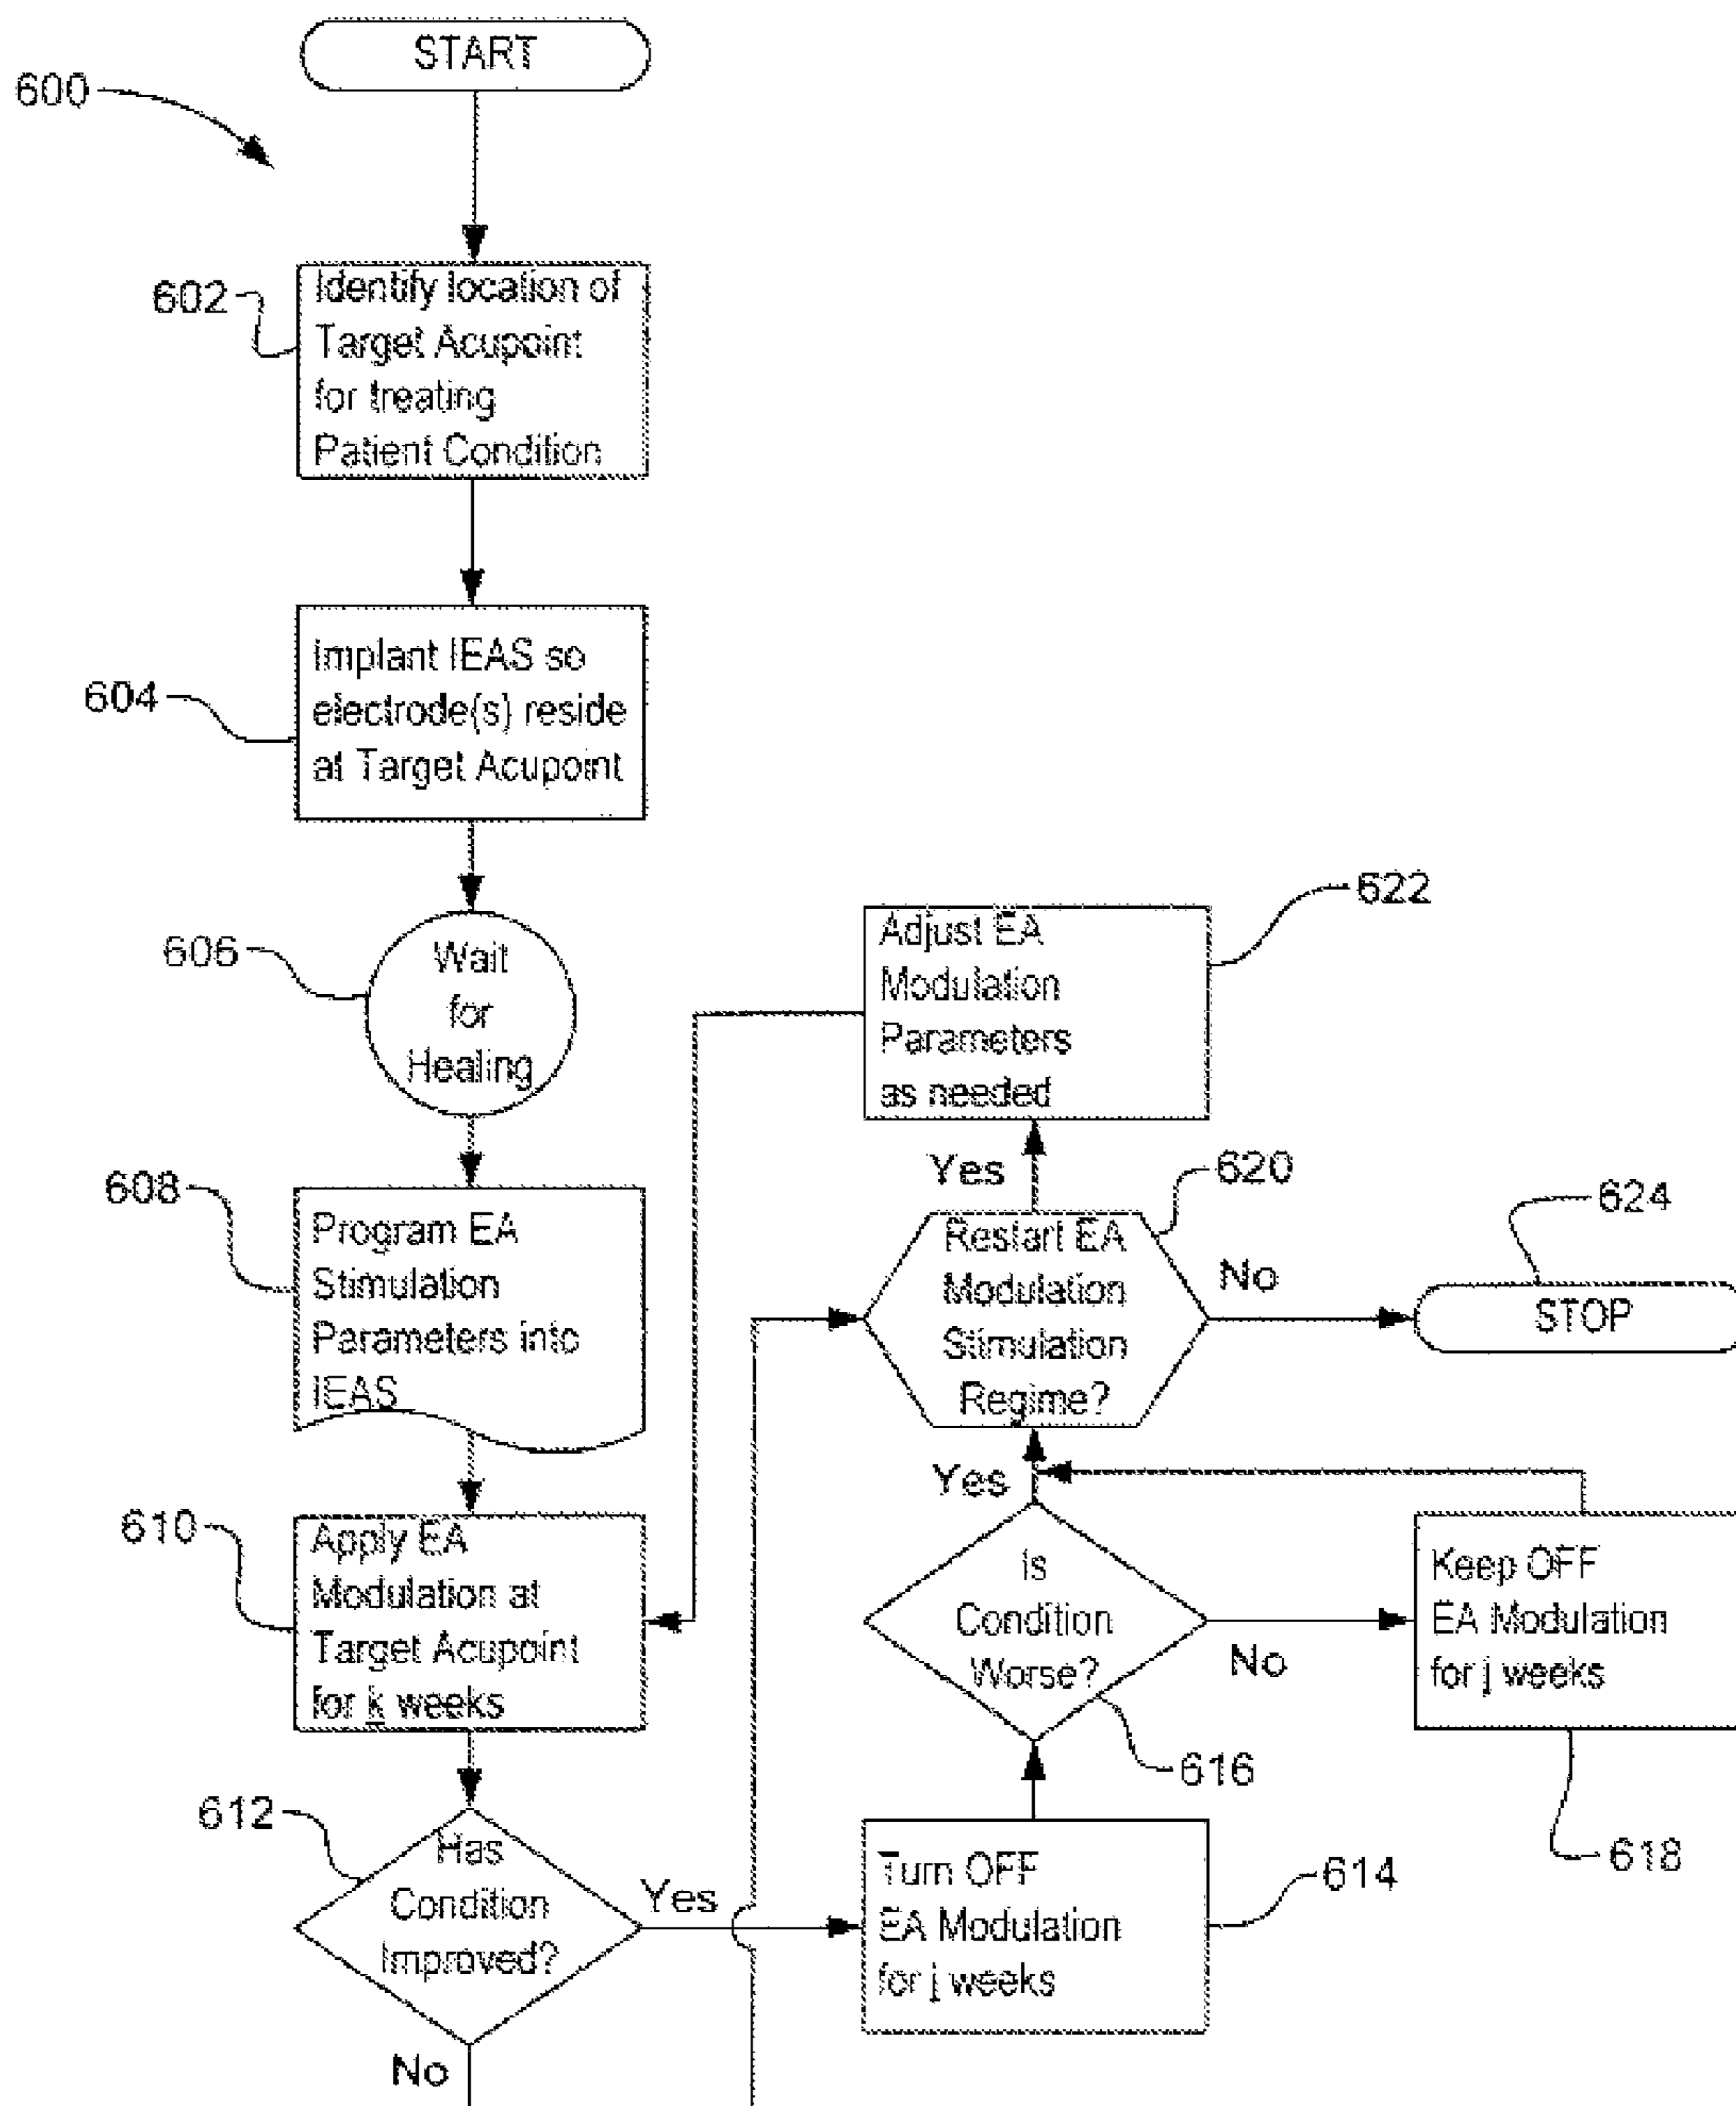 START
600
602
Identify location of
Target Acupoint
for treating
Patient Condition
604
Implant IEAS so
electrode(s) reside
at Target Acupoint
606
Wait
for
Healing
608
Program EA
Stimulation
Parameters into
IEAS
610
Apply EA
Modulation at
Target Acupoint
for k weeks
612
Has
Condition
Improved?
Yes
No
Turn OFF
EA Modulation
for j weeks
614
Is
Condition
Worse?
616
Yes
No
Keep OFF
EA Modulation
for j weeks
618
Restart EA
Modulation
Stimulation
Regime?
620
Yes
No
622
Adjust EA
Modulation
Parameters
as needed
624
STOP